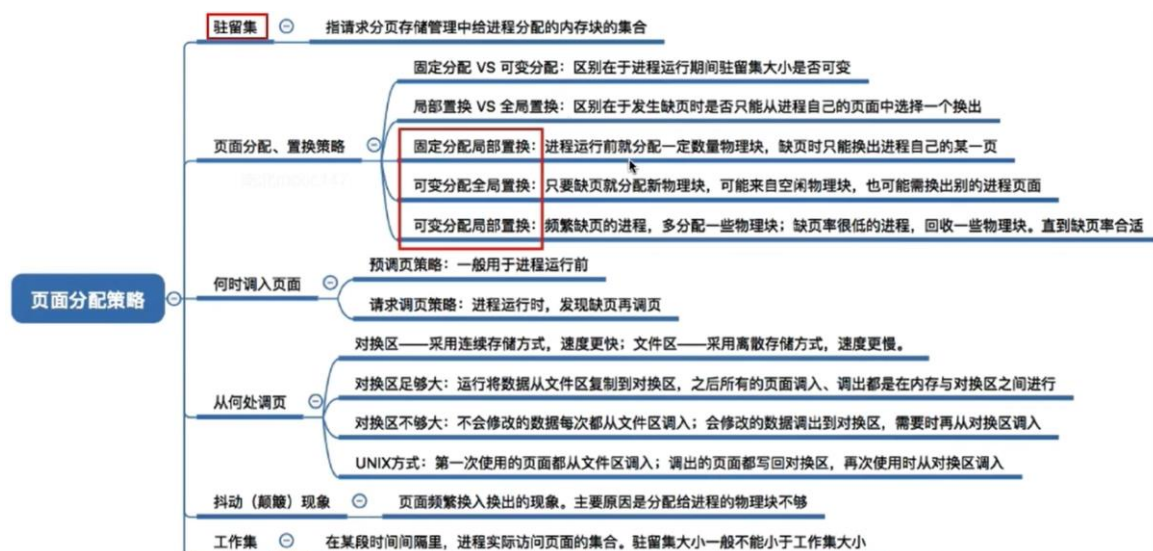 驻留集
指请求分页存储管理中给进程分配的内存块的集合
固定分配 VS 可变分配：区别在于进程运行期间驻留集大小是否可变
局部置换 VS 全局置换：区别在于发生缺页时是否只能从进程自己的页面中选择一个换出
页面分配、置换策略
固定分配局部置换：进程运行前就分配一定数量物理块，缺页时只能换出进程自己的某一页
可变分配全局置换：只要缺页就分配新物理块，可能来自空闲物理块，也可能需换出别的进程页面
可变分配局部置换：频繁缺页的进程，多分配一些物理块；缺页率很低的进程，回收一些物理块。直到缺页率合适
页面分配策略
何时调入页面
预调页策略：一般用于进程运行前
请求调页策略：进程运行时，发现缺页再调页
从何处调页
对换区——采用连续存储方式，速度更快；文件区——采用离散存储方式，速度更慢。
对换区足够大：运行将数据从文件区复制到对换区，之后所有的页面调入、调出都是在内存与对换区之间进行
对换区不够大：不会修改的数据每次都从文件区调入；会修改的数据调出到对换区，需要时再从对换区调入
UNIX方式：第一次使用的页面都从文件区调入；调出的页面都写回对换区，再次使用时从对换区调入
抖动（颠簸）现象
页面频繁换入换出的现象。主要原因是分配给进程的物理块不够
工作集
在某段时间间隔里，进程实际访问页面的集合。驻留集大小一般不能小于工作集大小